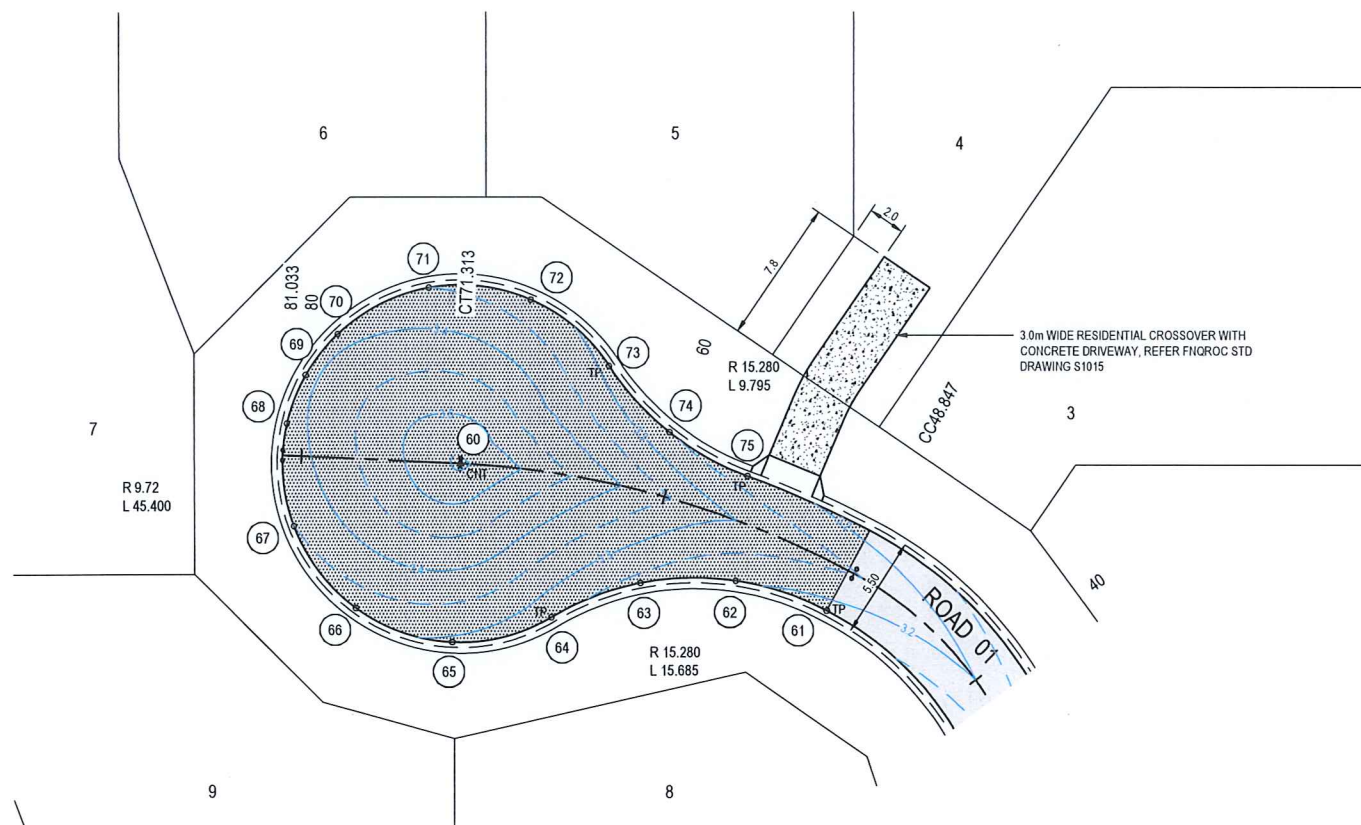 6
5
4
2.0
7.8
71
CT71.313
72
81.033
80
70
69
73
TP
60
R 15.280
L 9.795
3.0m WIDE RESIDENTIAL CROSSOVER WITH
CONCRETE DRIVEWAY, REFER FNQROC STD
DRAWING S1015
68
74
CC48.847
3
7
60
CNT
75
TP
R 9.72
L 45.400
67
5.50
ROAD 01
40
66
TP
64
63
62
61
TP
3.2
65
R 15.280
L 15.685
9
8